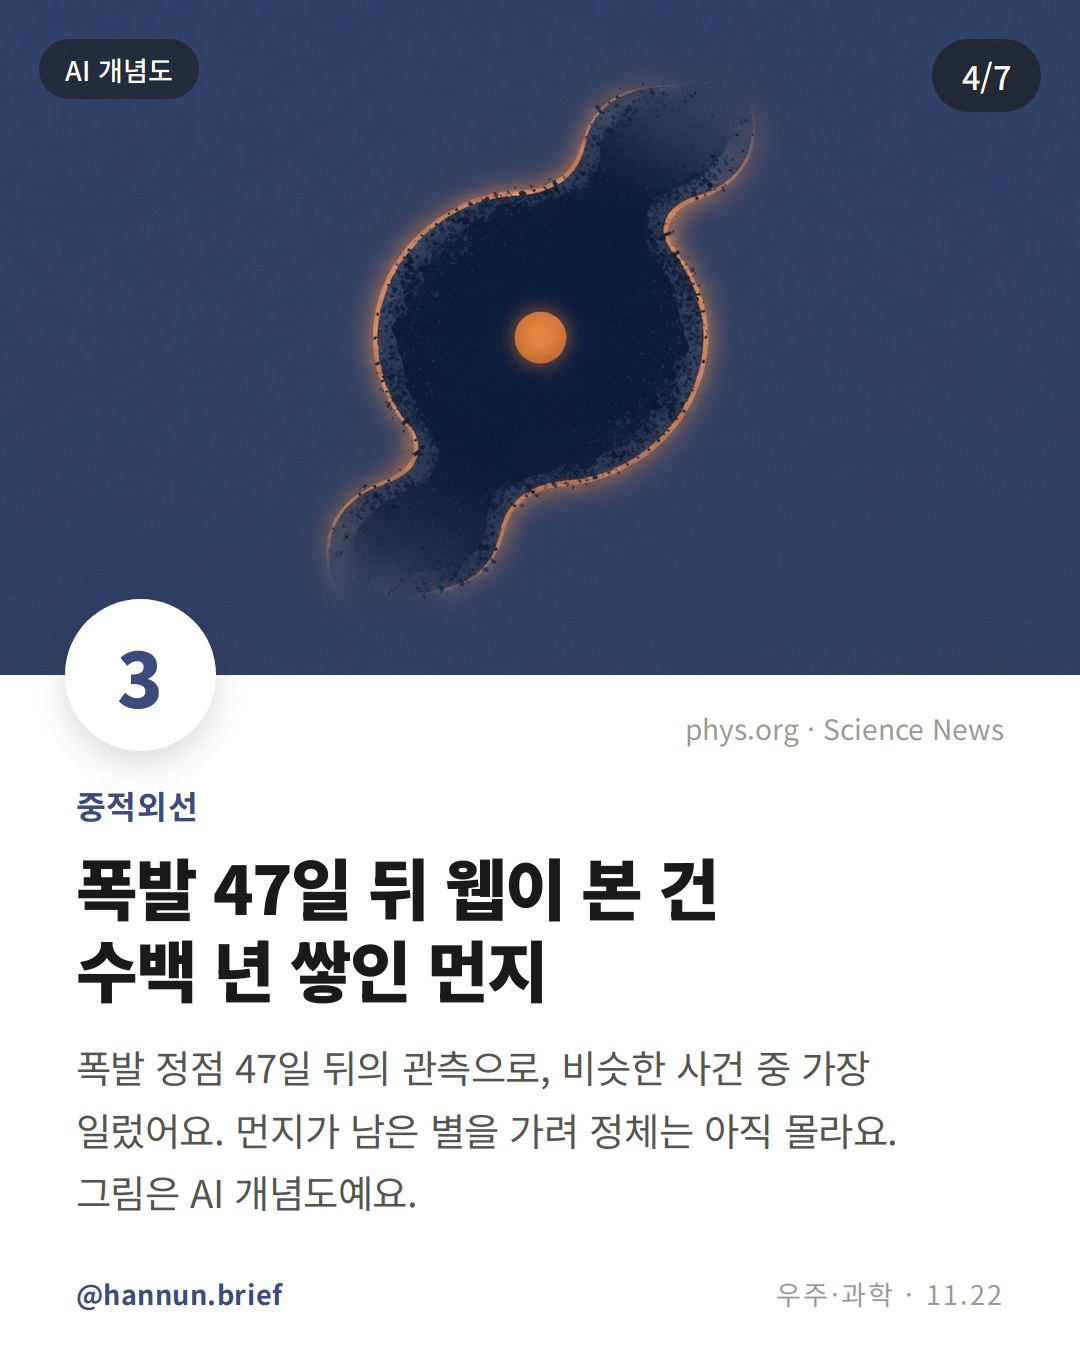 AI 개념도
4/7
3
phys.org · Science News
중적외선
폭발 47일 뒤 웹이 본 건
수백 년 쌓인 먼지
폭발 정점 47일 뒤의 관측으로, 비슷한 사건 중 가장
일렀어요. 먼지가 남은 별을 가려 정체는 아직 몰라요.
그림은 AI 개념도예요.
@hannun.brief
우주·과학 · 11.22